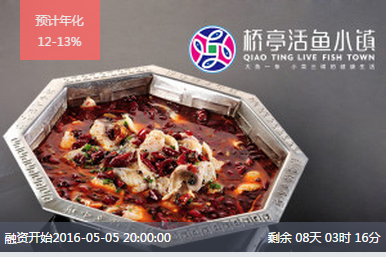 预计年化
12-13%
桥亭活鱼小镇
QIAO TING LIVE FISH TOWN
融资开始2016-05-05 20:00:00
剩余 08天 03时 16分